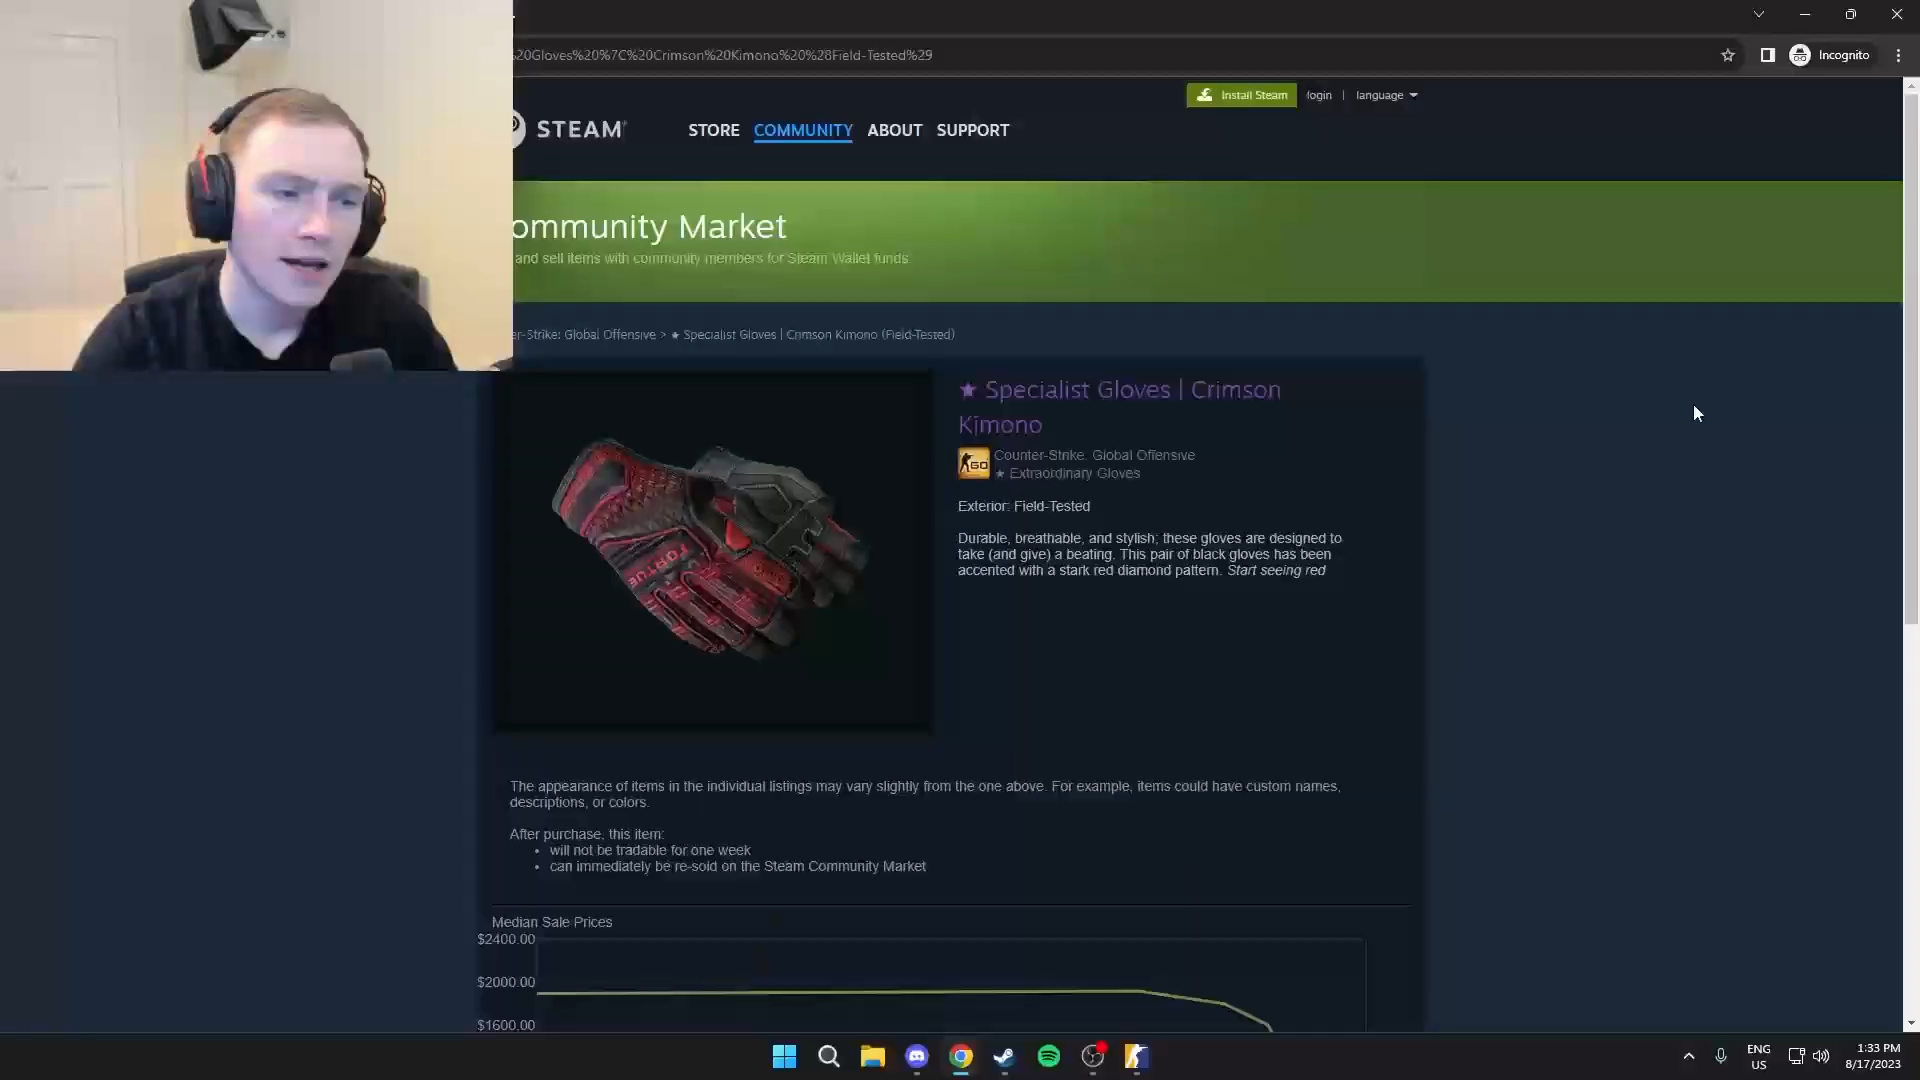 20Gloves%20%7C%20Crimson%20Kimono%20%28Field-Tested%29
Incognito
Install Steam login | language
STEAM
STORE COMMUNITY ABOUT SUPPORT
ommunity Market
and sell items with community members for Steam Wallet funds
er-Strike: Global Offensive > ★ Specialist Gloves | Crimson Kimono (Field-Tested)
★ Specialist Gloves | Crimson
Kimono
GO
Counter-Strike: Global Offensive
★ Extraordinary Gloves
Exterior: Field-Tested
Durable, breathable, and stylish; these gloves are designed to
take (and give) a beating. This pair of black gloves has been
accented with a stark red diamond pattern. Start seeing red
FORTUE
The appearance of items in the individual listings may vary slightly from the one above. For example, items could have custom names,
descriptions, or colors.
After purchase, this item:
• will not be tradable for one week
• can immediately be re-sold on the Steam Community Market
Median Sale Prices
$2400.00
$2000.00
$1600.00
ENG
US
1:33 PM
8/17/2023